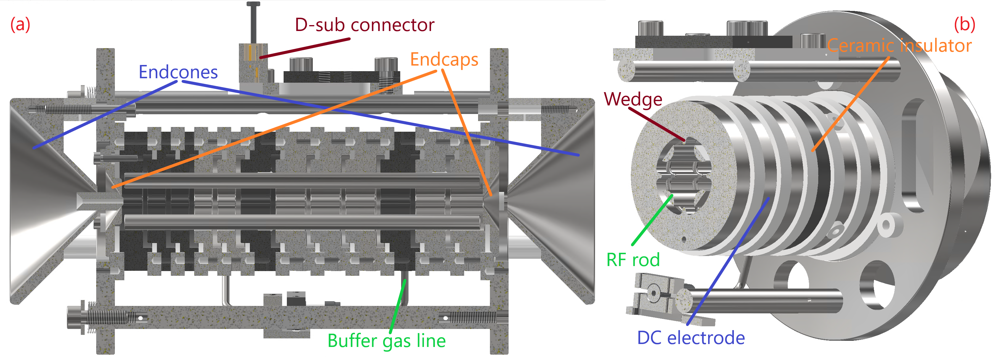 (a)
D-sub connector
Endcones
Endcaps
Buffer gas line
(b)
Ceramic insulator
Wedge
RF rod
DC electrode